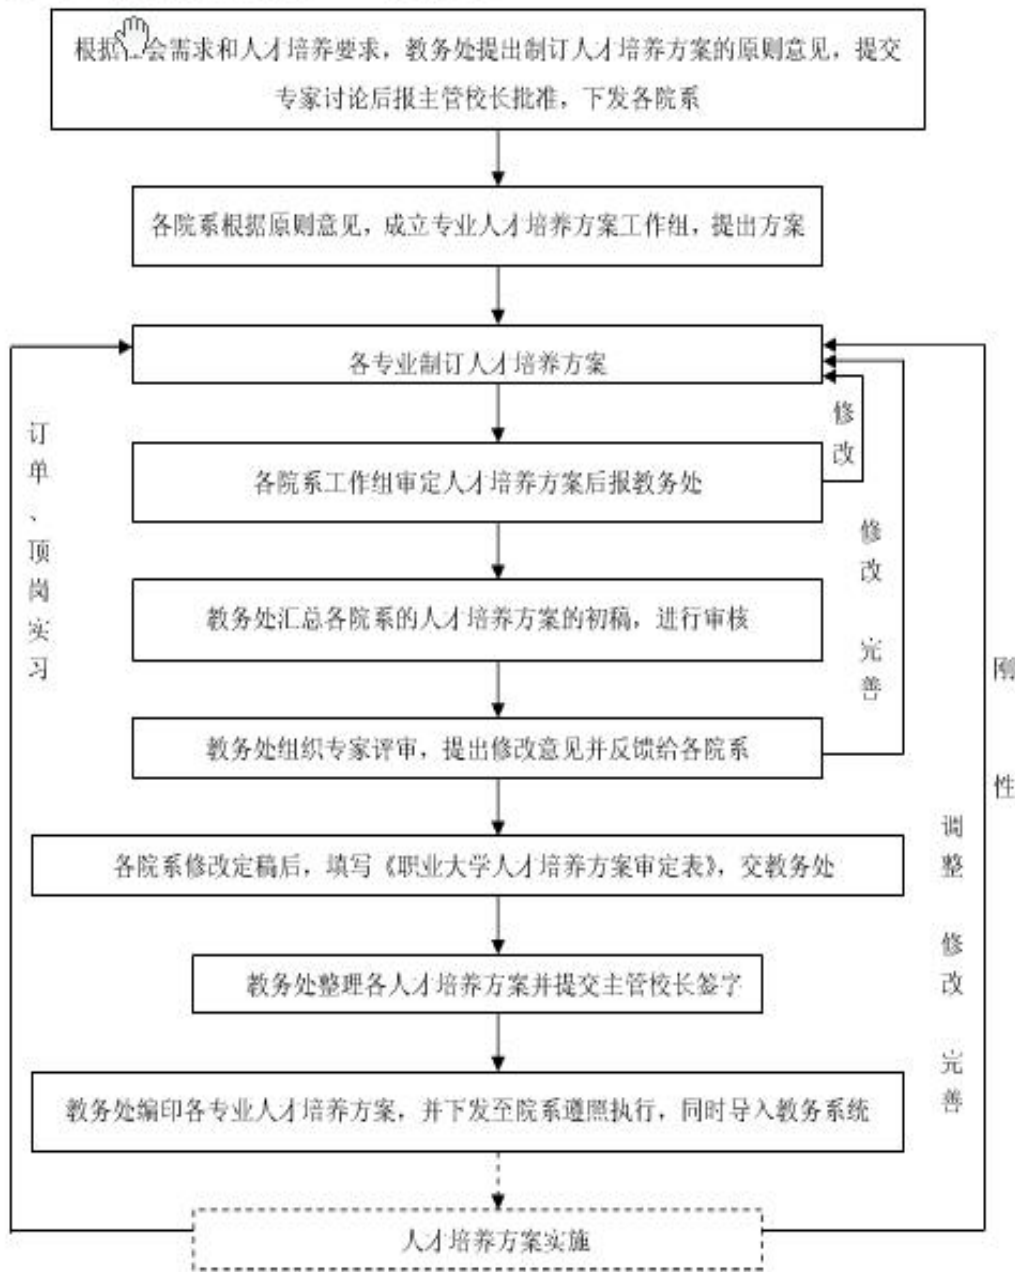 根据 会需求和人才培养要求，教务处提出制订人才培养方案的原则意见，提交
专家讨论后报主管校长批准，下发各院系
各院系根据原则意见，成立专业人才培养方案工作组，提出方案
各专业制订人才培养方案
修改
订单、顶岗实习
各院系工作组审定人才培养方案后报教务处
修改 完善
教务处汇总各院系的人才培养方案的初稿，进行审核
刚性
教务处组织专家评审，提出修改意见并反馈给各院系
调整 修改 完善
各院系修改定稿后，填写《职业大学人才培养方案审定表》，交教务处
教务处整理各人才培养方案并提交主管校长签字
教务处编印各专业人才培养方案，并下发至院系遵照执行，同时导入教务系统
人才培养方案实施